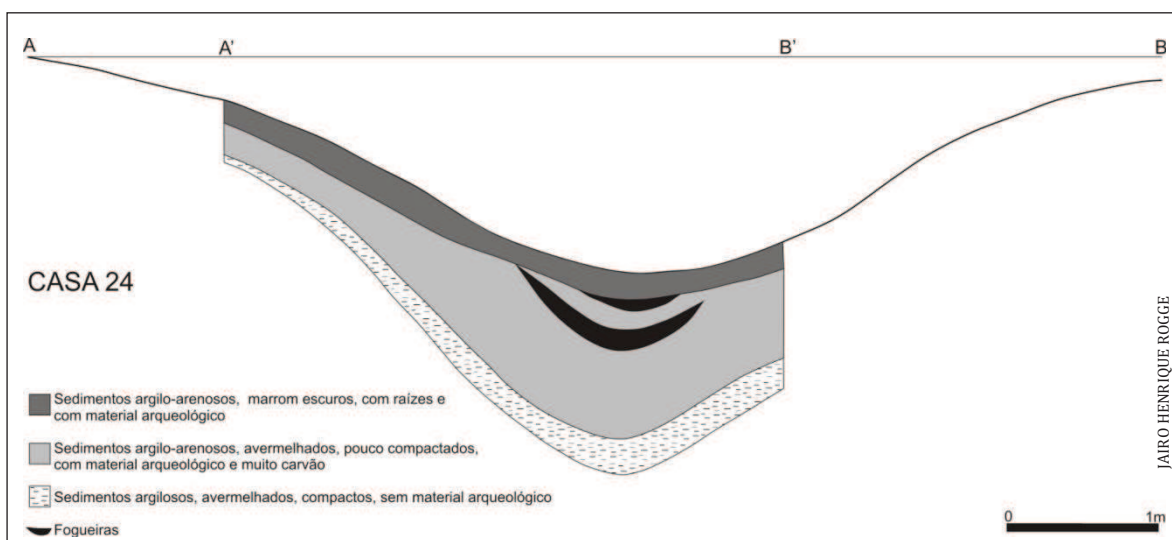 A A' B' B
CASA 24
Sedimentos argilo-arenosos, marrom escuros, com raízes e
com material arqueológico
Sedimentos argilo-arenosos, avermelhados, pouco compactados,
com material arqueológico e muito carvão
Sedimentos argilosos, avermelhados, compactos, sem material arqueológico
Fogueiras
0 1m
JAIRO HENRIQUE ROGGE